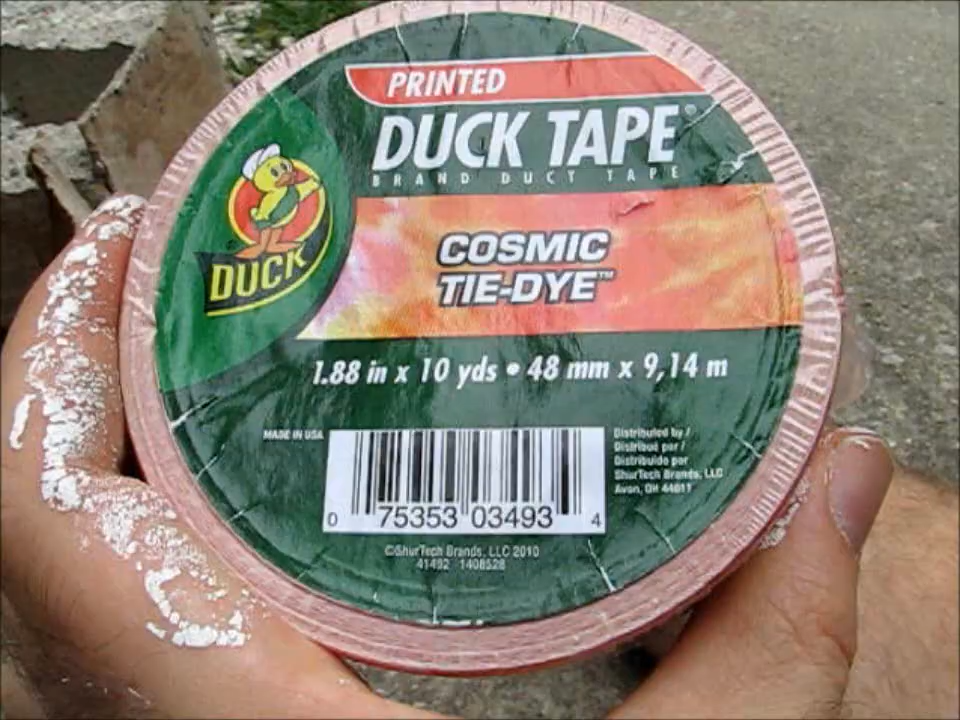 PRINTED
DUCK TAPE®
BRAND DUCT TAPE
DUCK®
COSMIC
TIE-DYE™
1.88 in x 10 yds • 48 mm x 9,14 m
MADE IN USA
Distributed by /
Distribué par /
Distribuido por
ShurTech Brands, LLC
Avon, OH 44011
0 75353 03493 4
©ShurTech Brands, LLC 2010
41492 1408528